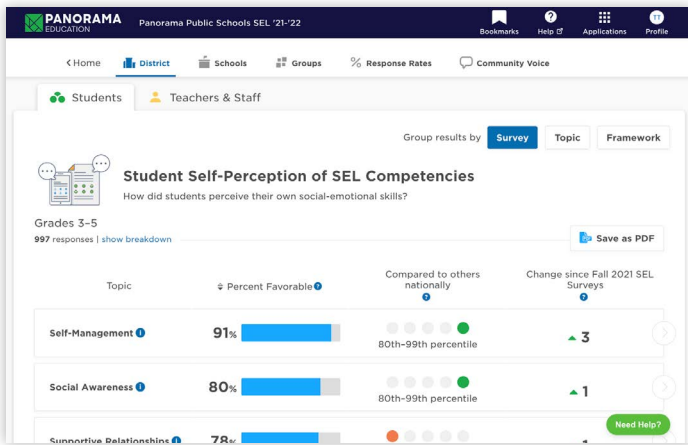 PANORAMA
EDUCATION
Panorama Public Schools SEL '21-'22
Bookmarks
Help
Applications
TT
Profile
Home
District
Schools
Groups
Response Rates
Community Voice
Students
Teachers & Staff
Group results by
Survey
Topic
Framework
Student Self-Perception of SEL Competencies
How did students perceive their own social-emotional skills?
Grades 3–5
997 responses | show breakdown
Save as PDF
Topic
Percent Favorable
Compared to others
nationally
Change since Fall 2021 SEL
Surveys
Self-Management
91%
80th–99th percentile
3
Social Awareness
80%
80th–99th percentile
1
Need Help?
Supportive Relationships
78%